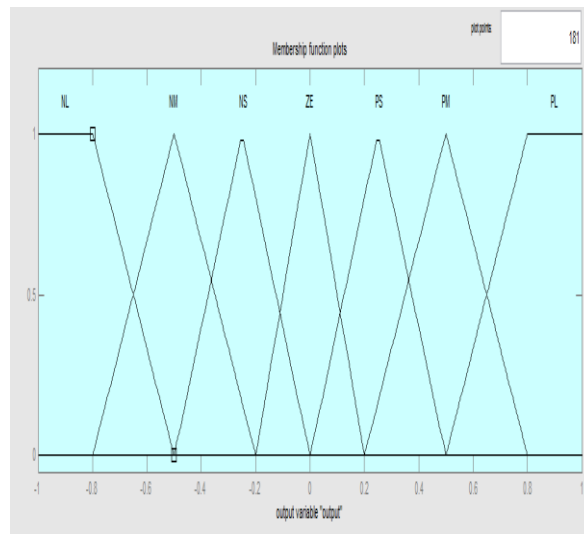 plot points: 181
Membership function plots
NL NM NS ZE PS PM PL
1
0.5
0
-1 -0.8 -0.6 -0.4 -0.2 0 0.2 0.4 0.6 0.8 1
output variable "output"